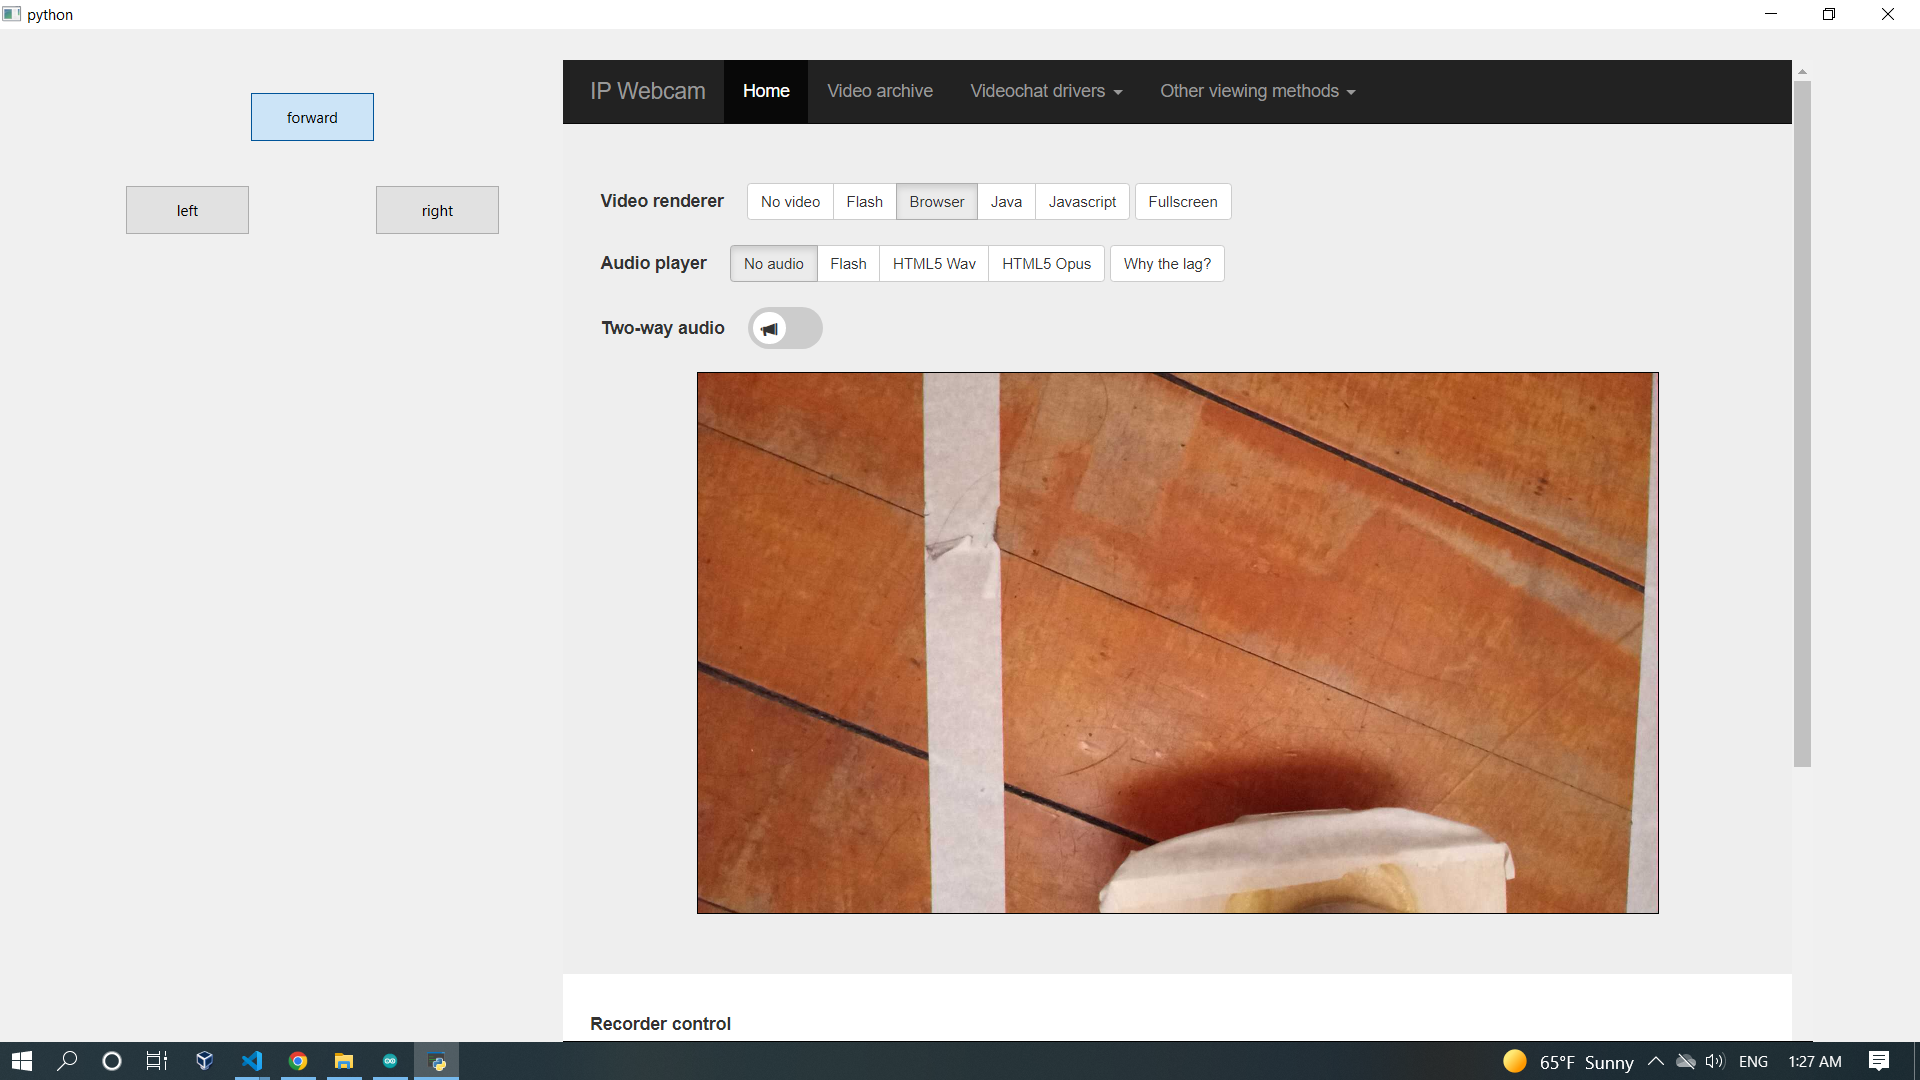 python
forward
left right
IP Webcam Home Video archive Videochat drivers Other viewing methods
Video renderer No video Flash Browser Java Javascript Fullscreen
Audio player No audio Flash HTML5 Wav HTML5 Opus Why the lag?
Two-way audio
Recorder control
65°F Sunny ENG 1:27 AM